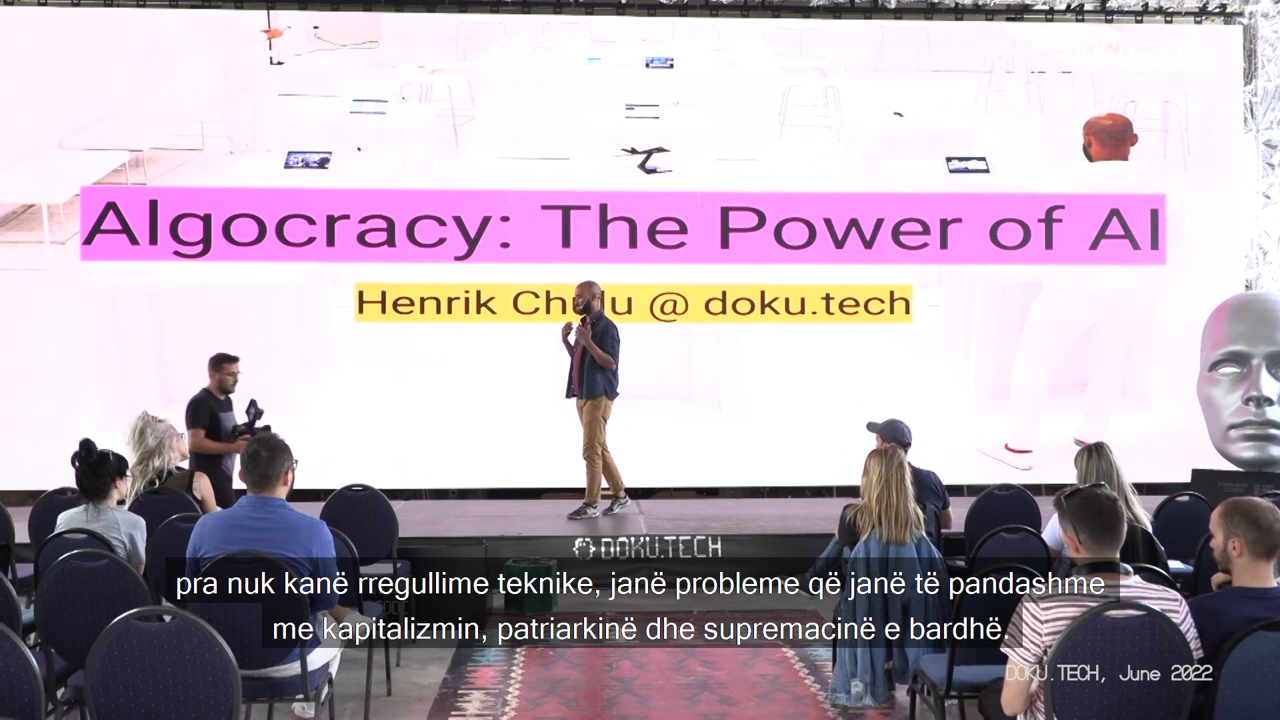 Algocracy: The Power of AI
Henrik Chulu @ doku.tech
DOKU.TECH
pra nuk kanë rregullime teknike, janë probleme që janë të pandashme
me kapitalizmin, patriarkinë dhe supremacinë e bardhë.
DOKU.TECH, June 2022